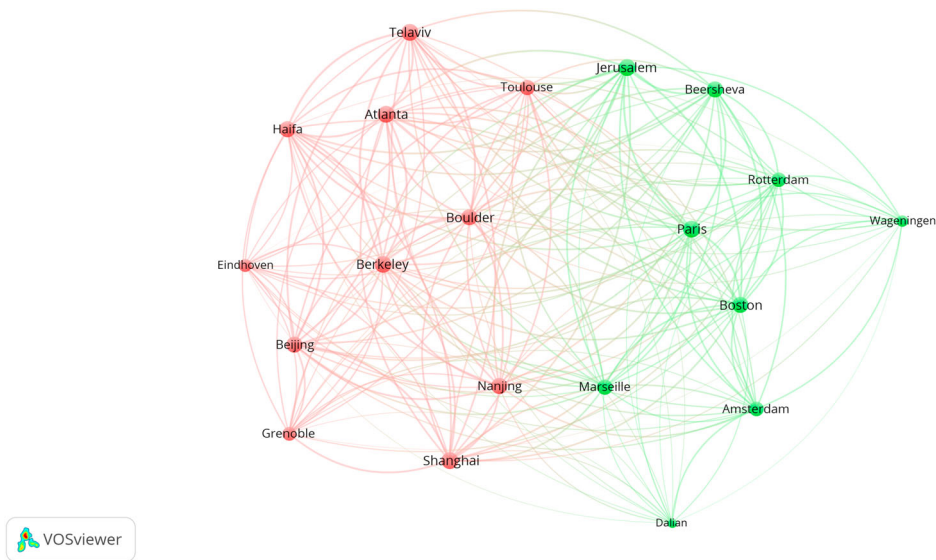 Telaviv
Jerusalem
Toulouse
Beersheva
Atlanta
Haifa
Rotterdam
Boulder
Wageningen
Paris
Eindhoven
Berkeley
Boston
Beijing
Nanjing
Marseille
Amsterdam
Grenoble
Shanghai
Dalian
VOSviewer